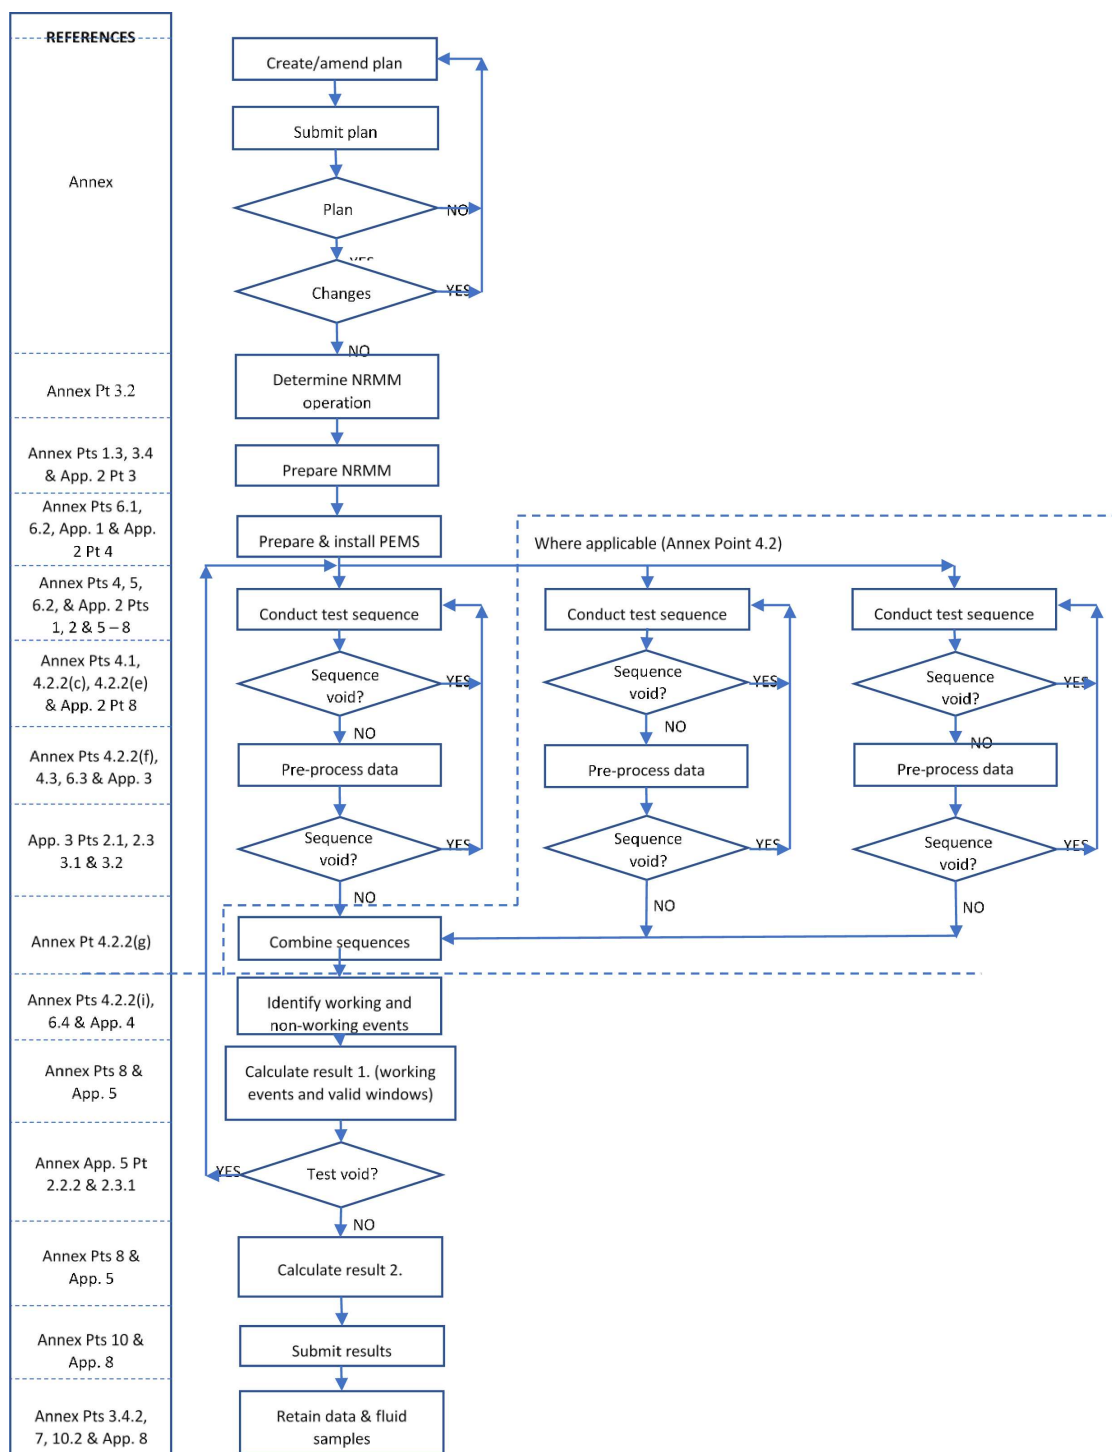 REFERENCES
Create/amend plan
Submit plan
Annex
Plan
NO
YES
Changes
YES
NO
Annex Pt 3.2
Determine NRMM
operation
Annex Pts 1.3, 3.4
& App. 2 Pt 3
Prepare NRMM
Annex Pts 6.1,
6.2, App. 1 & App.
2 Pt 4
Prepare & install PEMS
Where applicable (Annex Point 4.2)
Annex Pts 4, 5,
6.2, & App. 2 Pts
1, 2 & 5 – 8
Conduct test sequence
Conduct test sequence
Conduct test sequence
Annex Pts 4.1,
4.2.2(c), 4.2.2(e)
& App. 2 Pt 8
Sequence
void?
YES
Sequence
void?
YES
Sequence
void?
YES
NO
NO
NO
Annex Pts 4.2.2(f),
4.3, 6.3 & App. 3
Pre-process data
Pre-process data
Pre-process data
App. 3 Pts 2.1, 2.3
3.1 & 3.2
Sequence
void?
YES
Sequence
void?
YES
Sequence
void?
YES
NO
NO
NO
Annex Pt 4.2.2(g)
Combine sequences
Annex Pts 4.2.2(i),
6.4 & App. 4
Identify working and
non-working events
Annex Pts 8 &
App. 5
Calculate result 1. (working
events and valid windows)
Annex App. 5 Pt
2.2.2 & 2.3.1
YES
Test void?
NO
Annex Pts 8 &
App. 5
Calculate result 2.
Annex Pts 10 &
App. 8
Submit results
Annex Pts 3.4.2,
7, 10.2 & App. 8
Retain data & fluid
samples